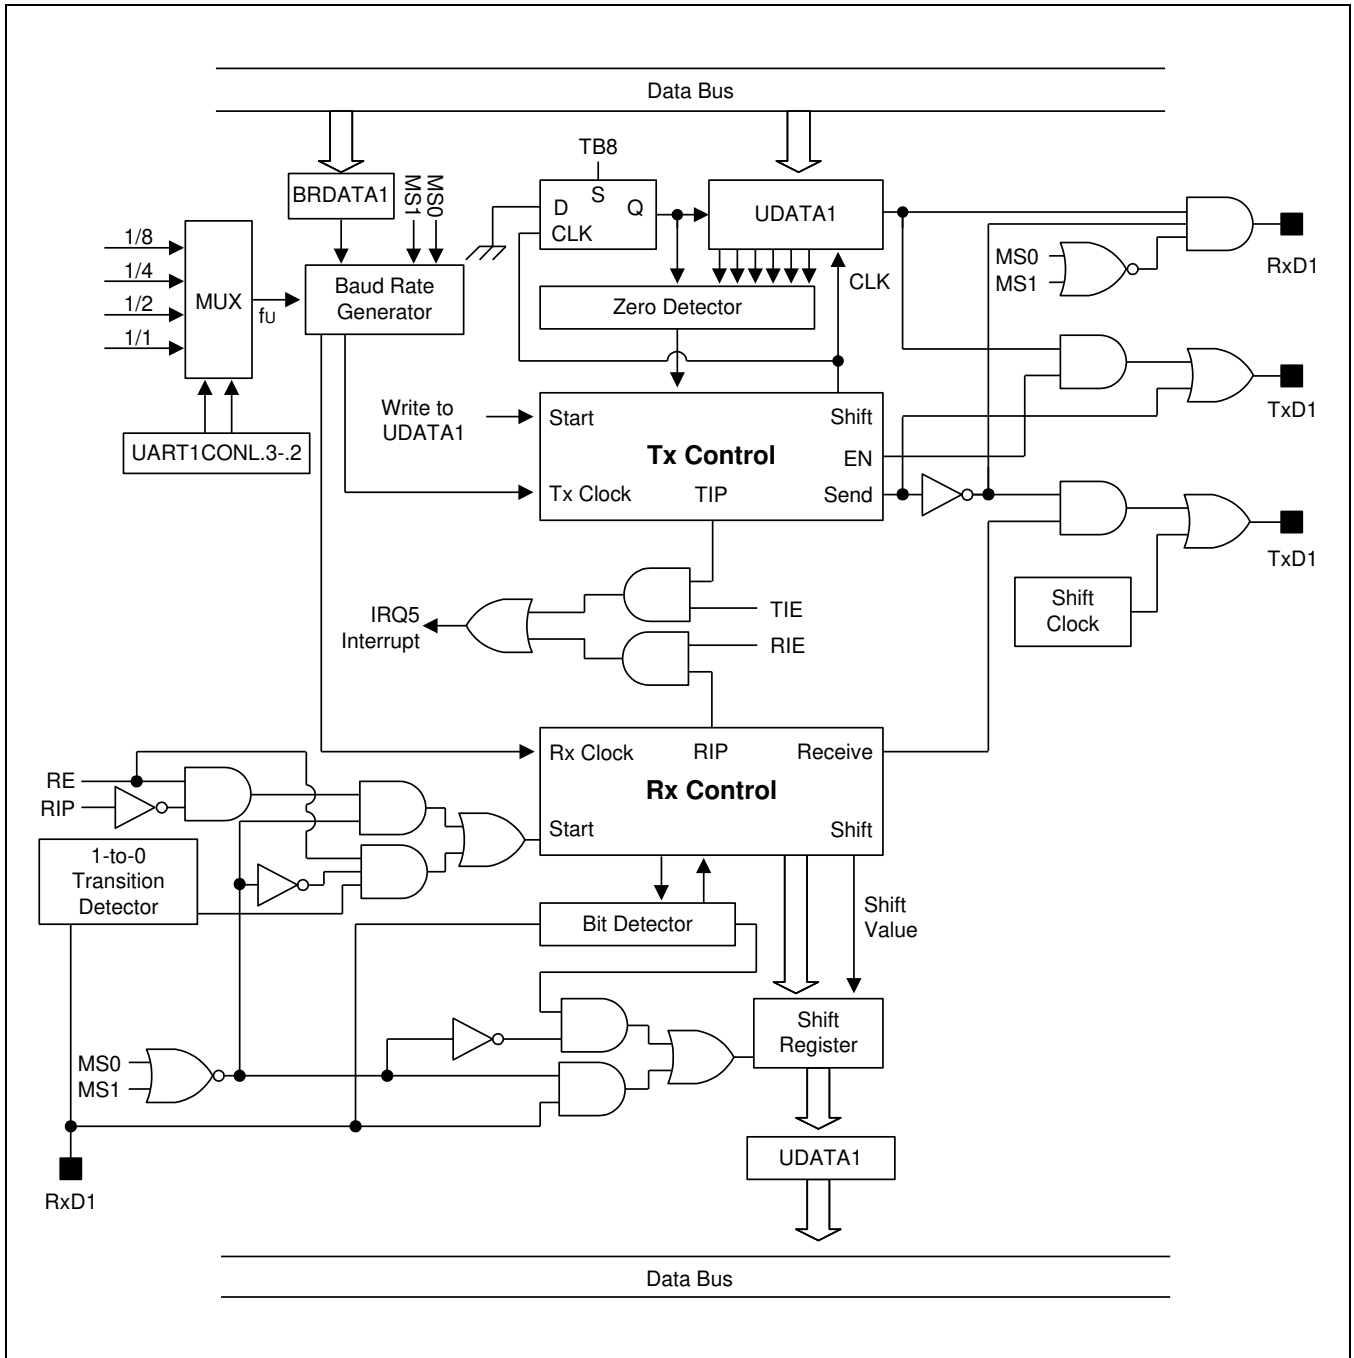 Data Bus
TB8
BRDATA1
MS1
MS0
D
S
Q
CLK
UDATA1
1/8
1/4
1/2
1/1
MUX
fU
Baud Rate
Generator
Zero Detector
CLK
MS0
MS1
RxD1
UART1CONL.3-.2
Write to
UDATA1
Start
Shift
Tx Control
EN
Tx Clock
TIP
Send
TxD1
TxD1
Shift
Clock
IRQ5
Interrupt
TIE
RIE
Rx Clock
RIP
Receive
Rx Control
Start
Shift
RE
RIP
1-to-0
Transition
Detector
Bit Detector
Shift
Value
Shift
Register
MS0
MS1
UDATA1
RxD1
Data Bus